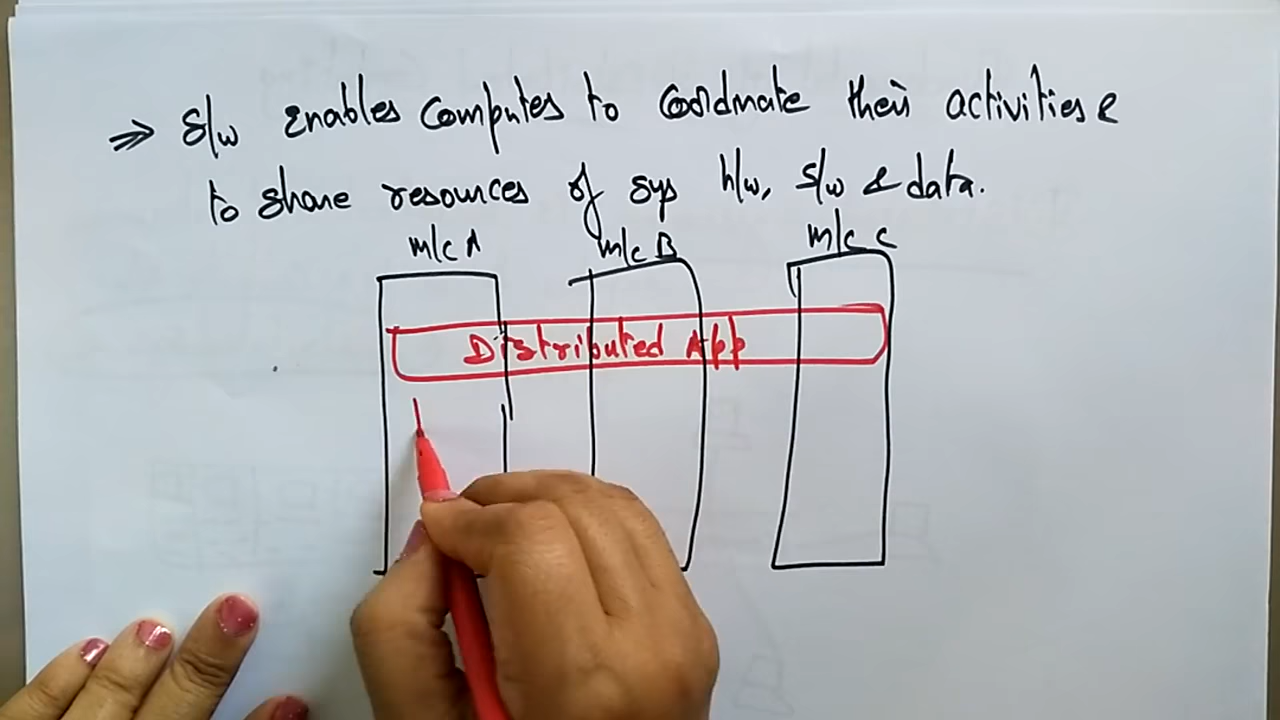 ⇒ S/w enables computes to coordinate their activities &
to share resources of sys h/w, s/w & data.
m/c A m/c B m/c C
Distributed App